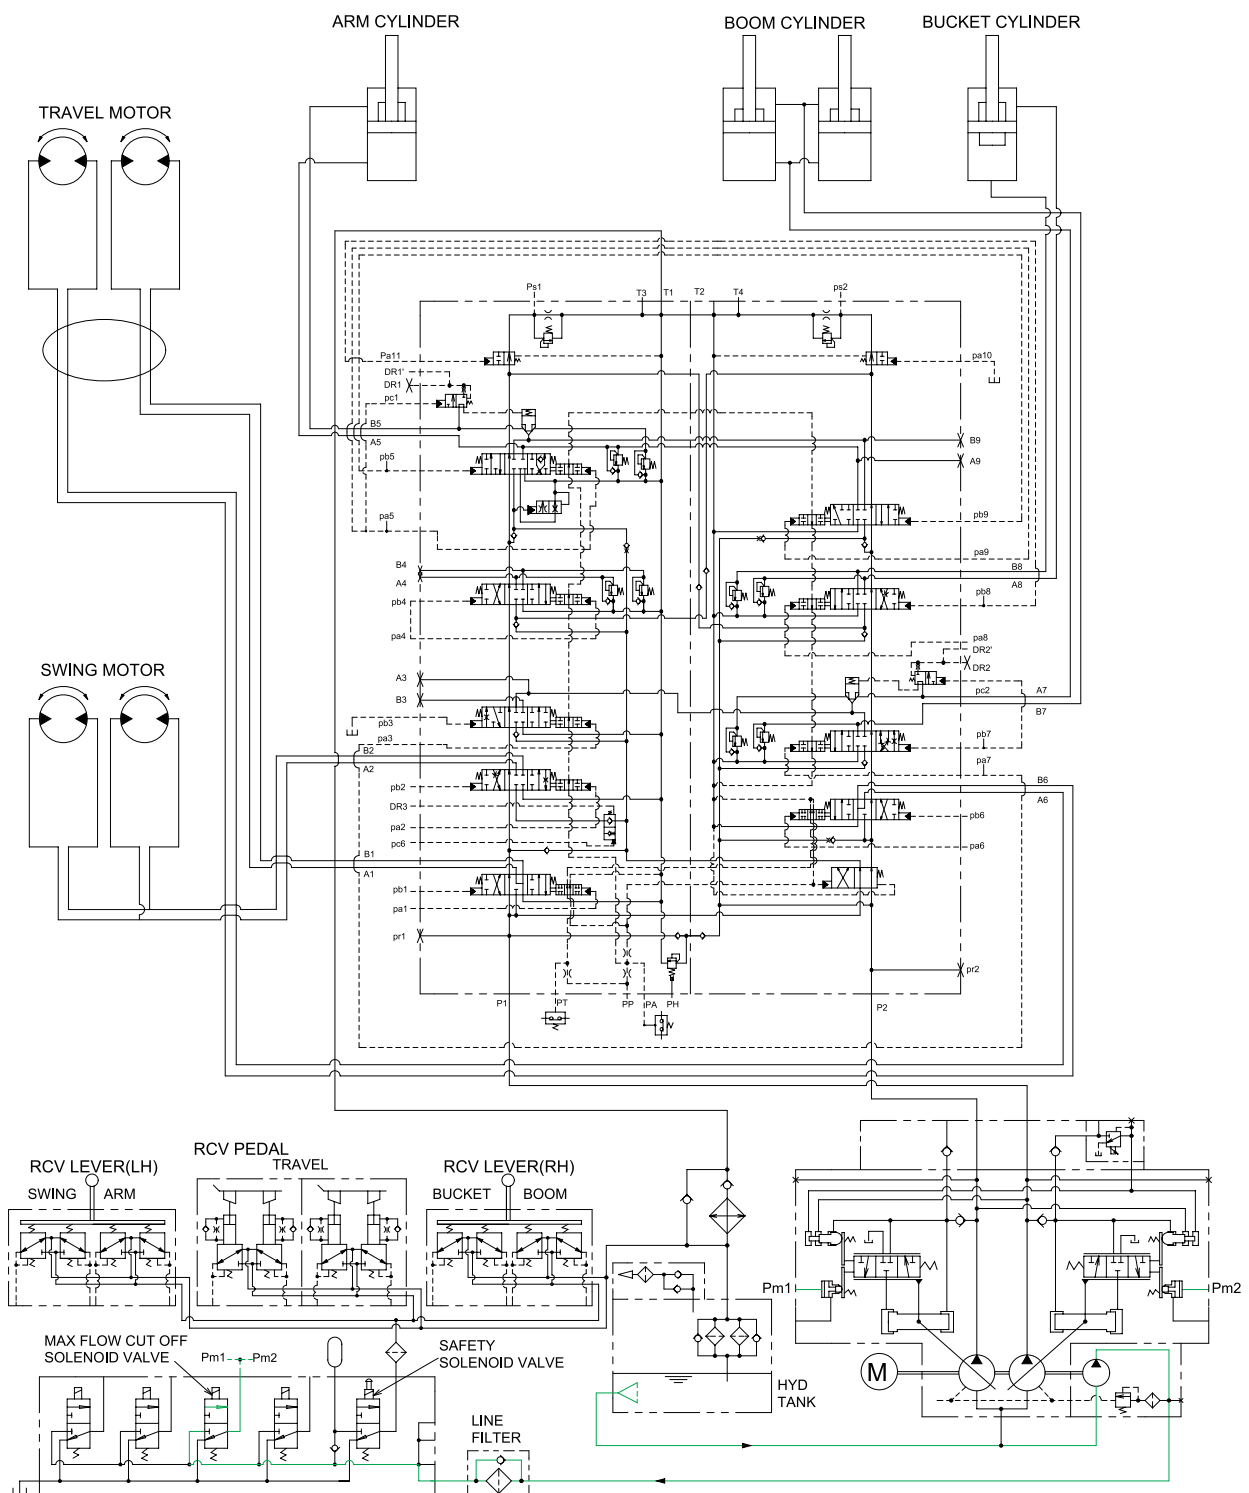 ARM CYLINDER
BOOM CYLINDER
BUCKET CYLINDER
TRAVEL MOTOR
Ps1
T3
T1
T2
T4
ps2
Pa11
pa10
DR1'
DR1
pc1
B5
A5
B9
A9
pb5
pa5
pb9
pa9
B4
A4
B8
A8
pb4
pb8
pa4
pa8
DR2'
DR2
SWING MOTOR
A3
B3
pc2
A7
B7
pb3
pa3
pb7
pa7
B2
A2
B6
A6
pb2
DR3
pa2
pc6
pb6
pa6
B1
A1
pb1
pa1
pr1
pr2
P1
PT
PP
PA
PH
P2
RCV LEVER(LH)
SWING
ARM
RCV PEDAL
TRAVEL
RCV LEVER(RH)
BUCKET
BOOM
Pm1
Pm2
MAX FLOW CUT OFF
SOLENOID VALVE
Pm1
Pm2
SAFETY
SOLENOID VALVE
M
HYD
TANK
LINE
FILTER